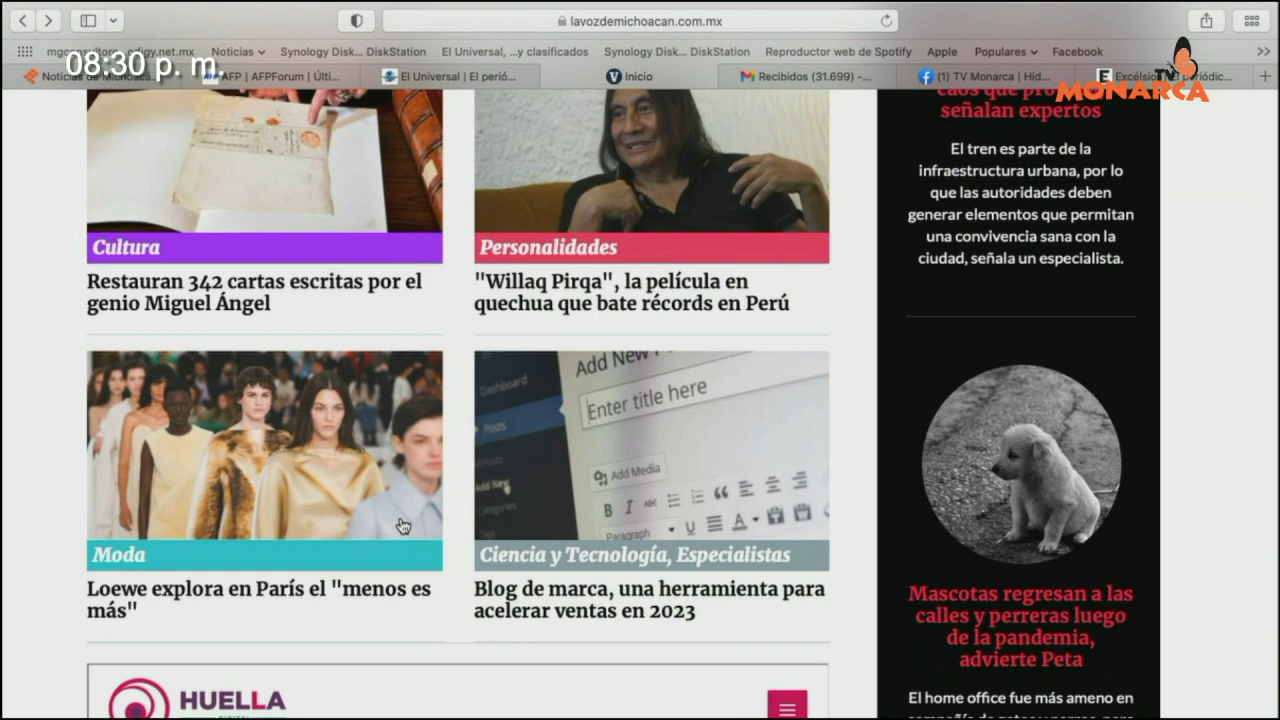 lavozdemichoacan.com.mx
Noticias
Synology Disk... DiskStation
El Universal, ...y clasificados
Synology Disk... DiskStation
Reproductor web de Spotify
Apple
Populares
Facebook
08:30 p. m.
AFP | AFPForum | Últi...
El Universal | El perió...
Inicio
Recibidos (31.699) -...
(1) TV Monarca | Hid...
TV
MONARCA
señalan expertos
El tren es parte de la
infraestructura urbana, por lo
que las autoridades deben
generar elementos que permitan
una convivencia sana con la
ciudad, señala un especialista.
Cultura
Restauran 342 cartas escritas por el
genio Miguel Ángel
Personalidades
"Willaq Pirqa", la película en
quechua que bate récords en Perú
Moda
Loewe explora en París el "menos es
más"
Dashboard
Posts
Add New
Categories
Add New
Enter title here
Add Media
B I ABC
Paragraph
Ciencia y Tecnología, Especialistas
Blog de marca, una herramienta para
acelerar ventas en 2023
Mascotas regresan a las
calles y perreras luego
de la pandemia,
advierte Peta
El home office fue más ameno en
HUELLA